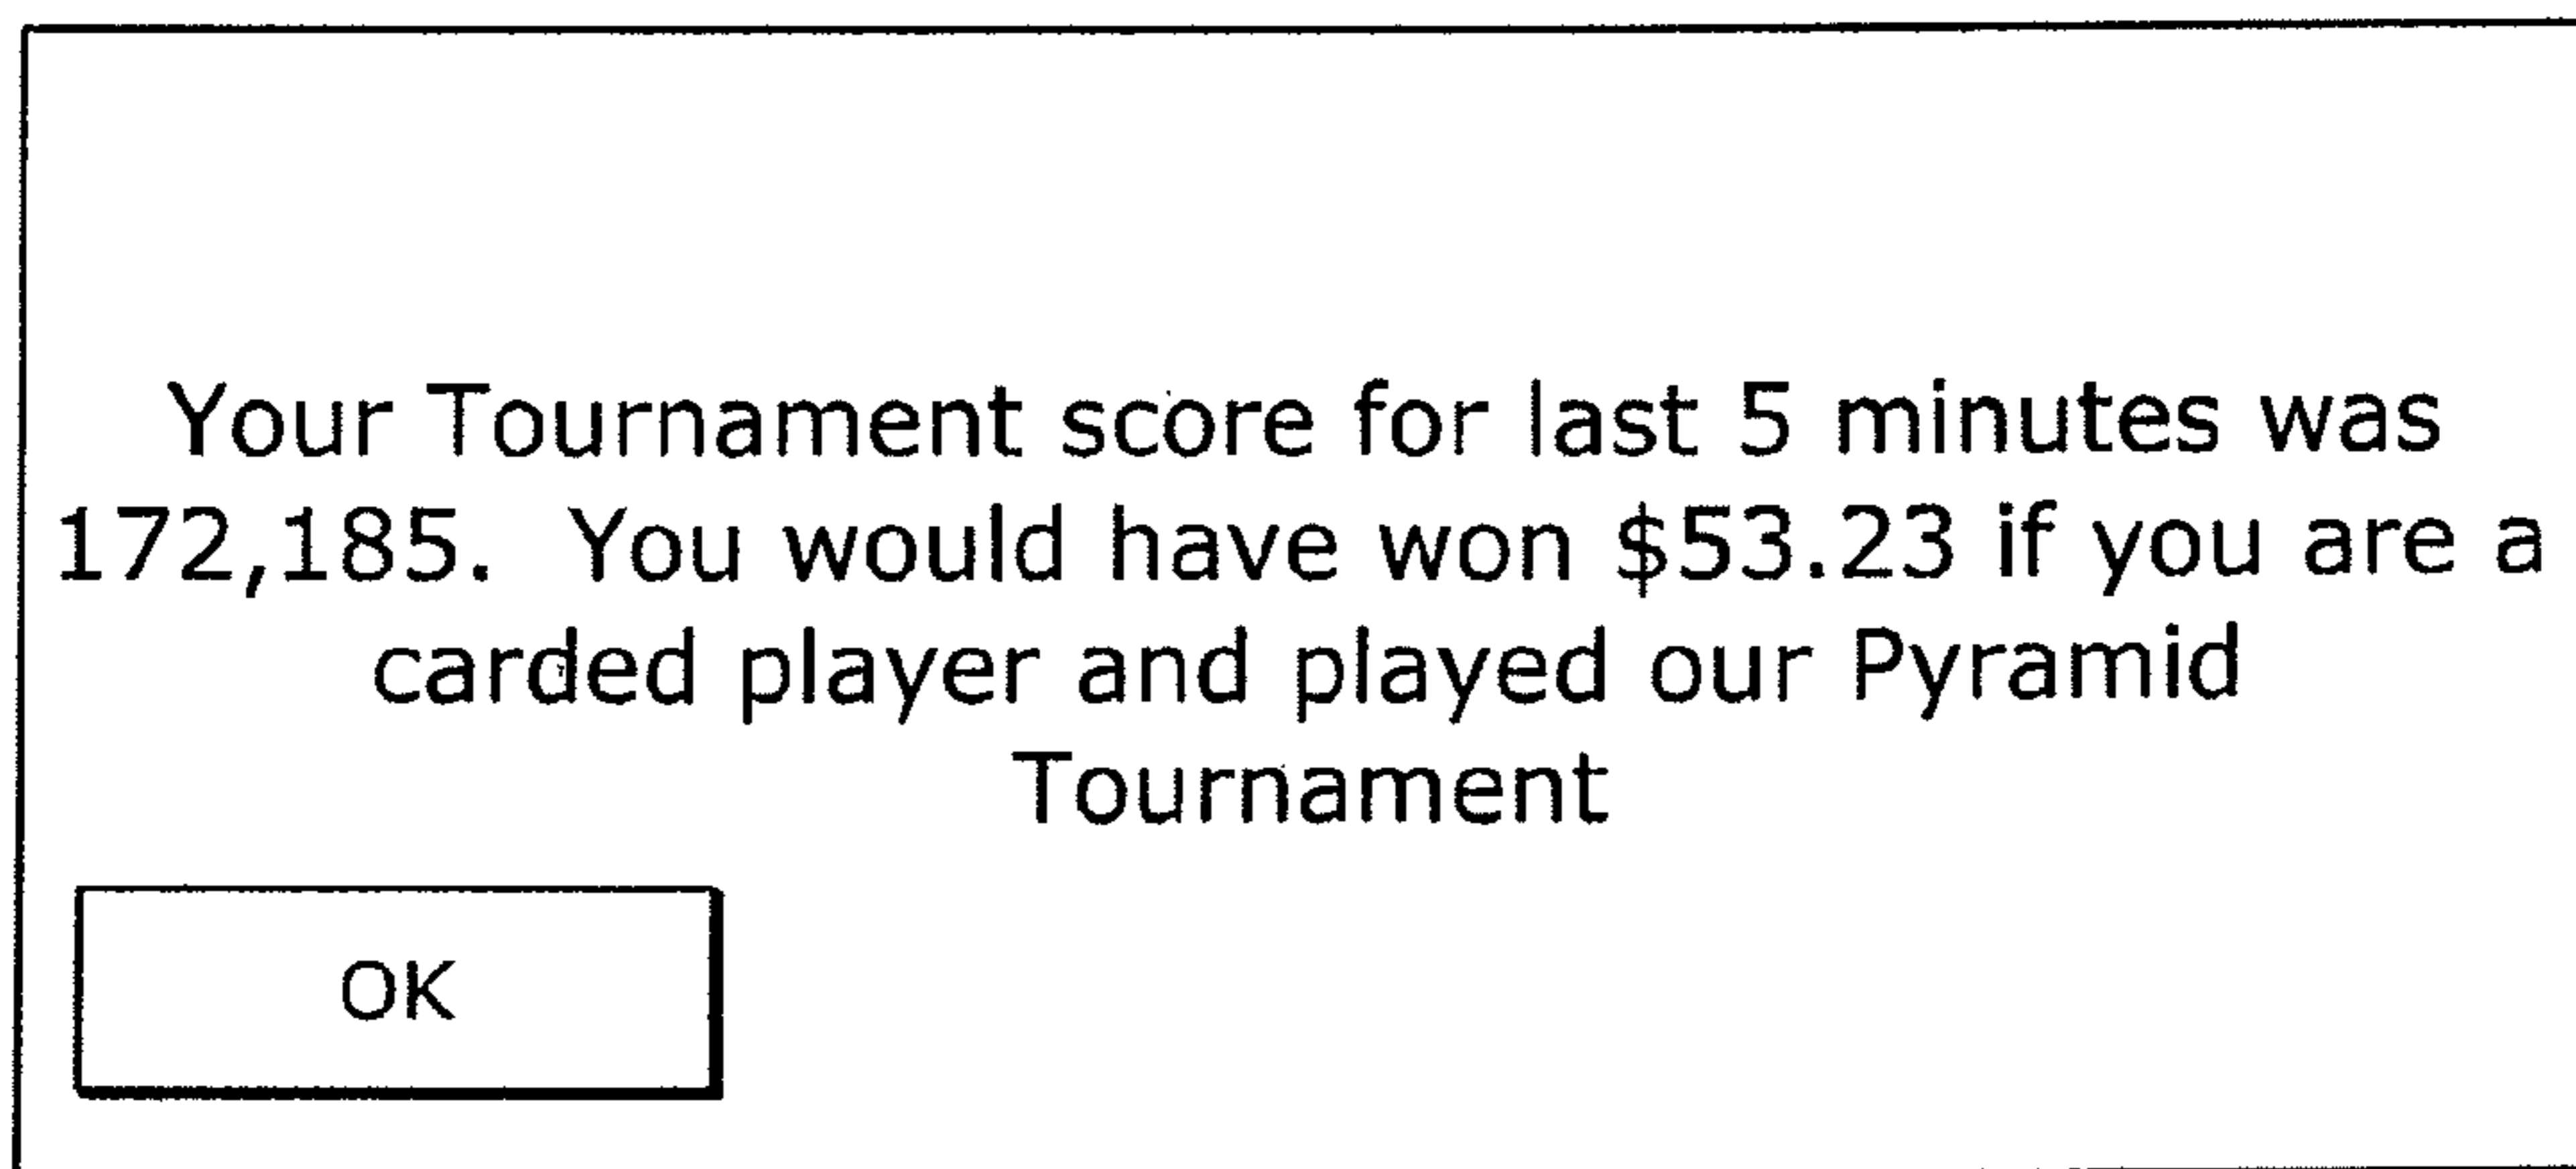 Your Tournament score for last 5 minutes was
172,185. You would have won $53.23 if you are a
carded player and played our Pyramid
Tournament
OK